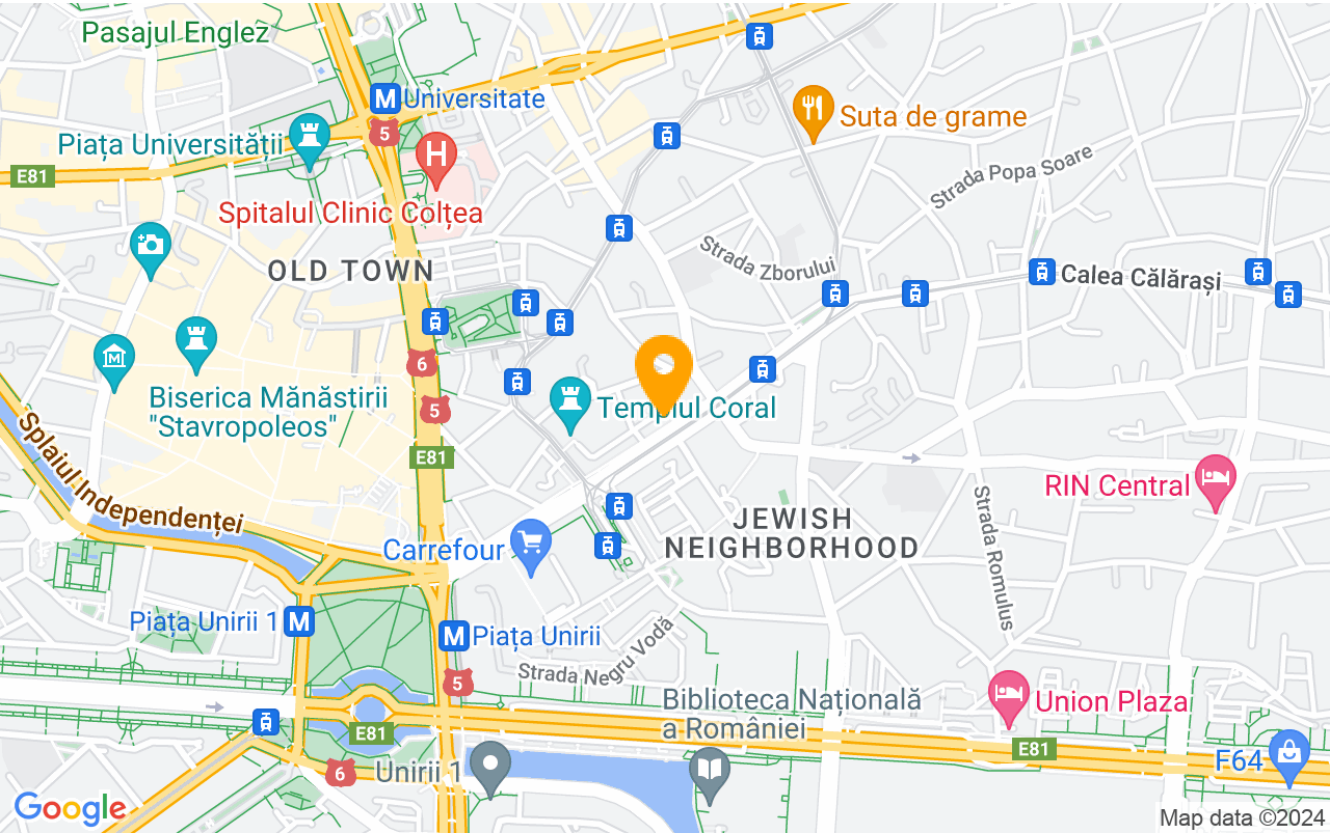 Pasajul Englez
M Universitate
5
Suta de grame
Piața Universității
H
E81
Strada Popa Soare
Spitalul Clinic Colțea
Strada Zborului
OLD TOWN
Calea Călărași
6
M
Biserica Mănăstirii
"Stavropoleos"
5
Templul Coral
Splaiul Independenței
E81
RIN Central
JEWISH
NEIGHBORHOOD
Strada Romulus
Carrefour
Piața Unirii 1 M
M Piața Unirii
Strada Negru Vodă
5
Biblioteca Națională
a României
Union Plaza
E81
E81
6
Unirii 1
F64
Google
Map data ©2024